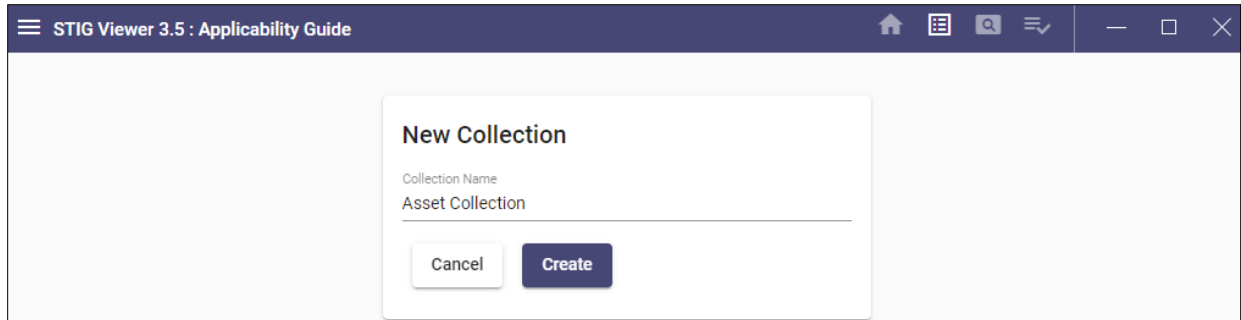 STIG Viewer 3.5 : Applicability Guide
New Collection
Collection Name
Asset Collection
Cancel Create